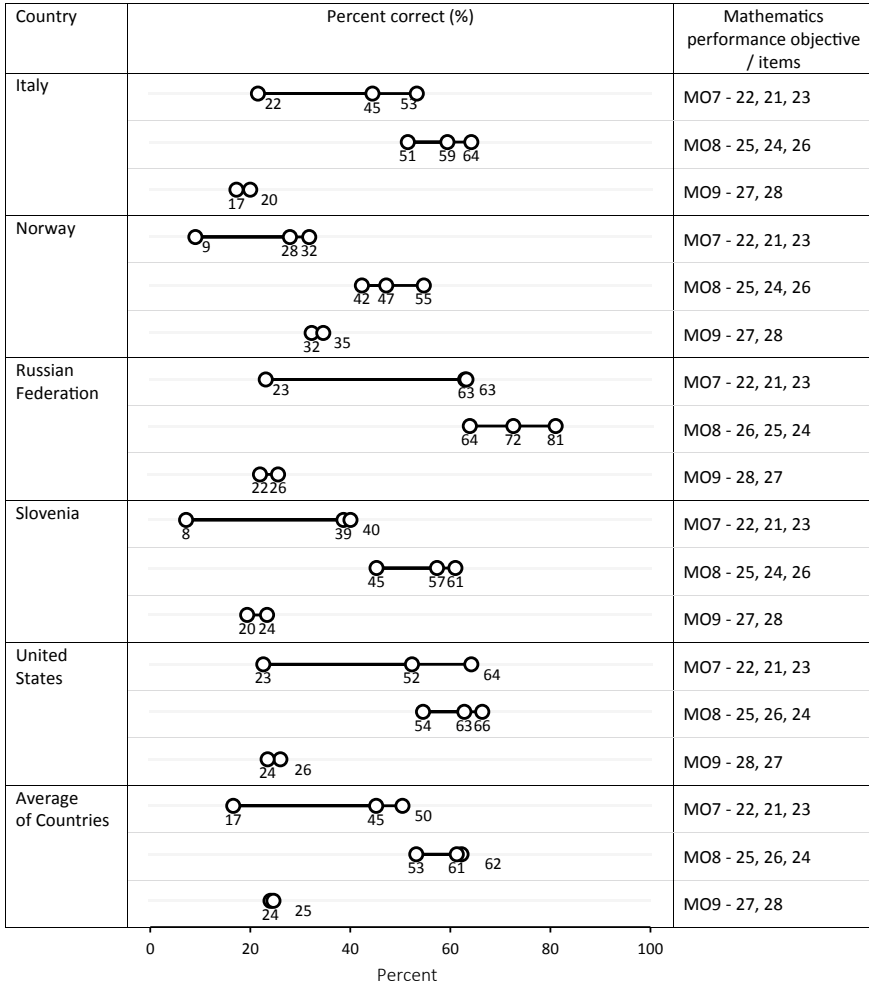 Country Percent correct (%) Mathematics
performance objective
/ items
Italy
22 45 53 MO7 - 22, 21, 23
51 59 64 MO8 - 25, 24, 26
17 20 MO9 - 27, 28
Norway
9 28 32 MO7 - 22, 21, 23
42 47 55 MO8 - 25, 24, 26
32 35 MO9 - 27, 28
Russian
Federation
23 63 63 MO7 - 22, 21, 23
64 72 81 MO8 - 26, 25, 24
22 26 MO9 - 28, 27
Slovenia
8 39 40 MO7 - 22, 21, 23
45 57 61 MO8 - 25, 24, 26
20 24 MO9 - 27, 28
United
States
23 52 64 MO7 - 22, 21, 23
54 63 66 MO8 - 25, 26, 24
24 26 MO9 - 28, 27
Average
of Countries
17 45 50 MO7 - 22, 21, 23
53 61 62 MO8 - 25, 26, 24
24 25 MO9 - 27, 28
0 20 40 60 80 100
Percent